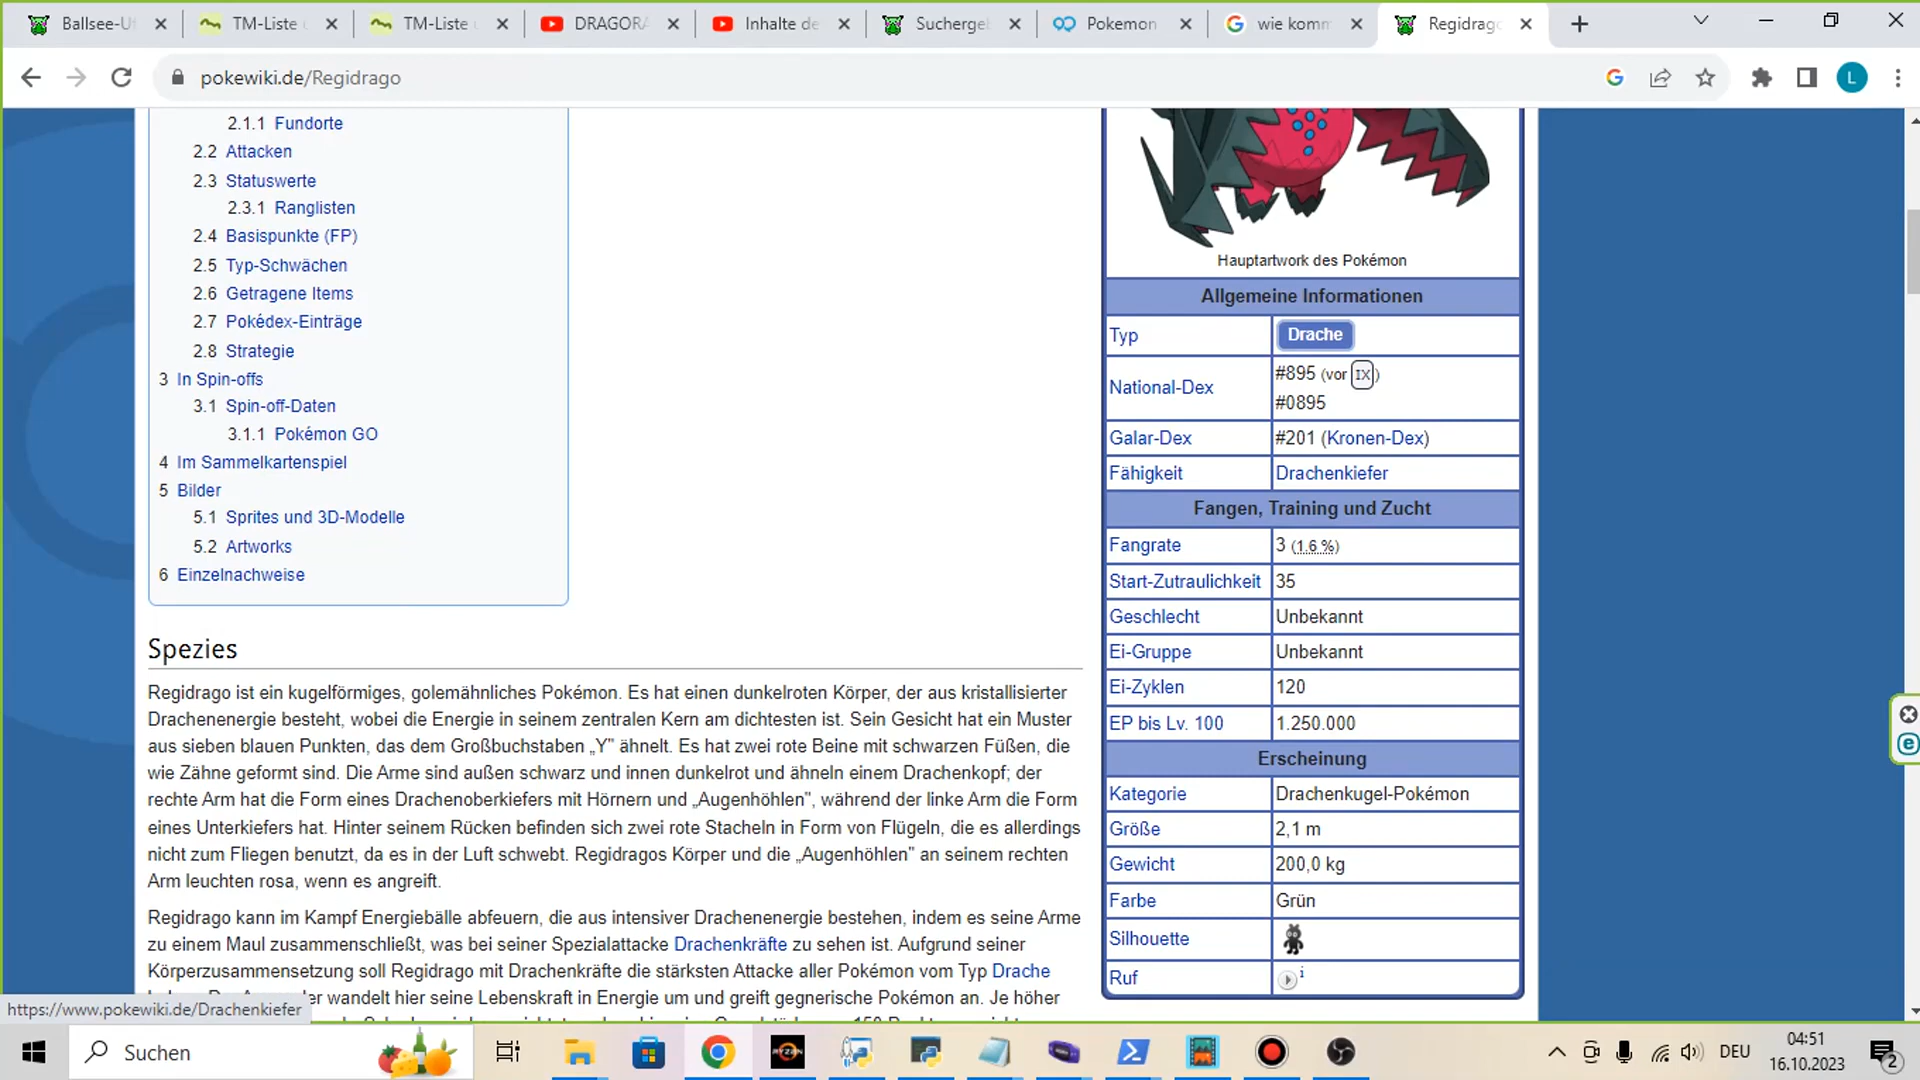 Ballsee-Uf
TM-Liste
TM-Liste
DRAGORA
Inhalte de
Sucherge
Pokemon
wie komm
Regidrago
pokewiki.de/Regidrago
L
2.1.1 Fundorte
2.2 Attacken
2.3 Statuswerte
2.3.1 Ranglisten
2.4 Basispunkte (FP)
2.5 Typ-Schwächen
2.6 Getragene Items
2.7 Pokédex-Einträge
2.8 Strategie
3 In Spin-offs
3.1 Spin-off-Daten
3.1.1 Pokémon GO
4 Im Sammelkartenspiel
5 Bilder
5.1 Sprites und 3D-Modelle
5.2 Artworks
6 Einzelnachweise
Spezies
Regidrago ist ein kugelförmiges, golemähnliches Pokémon. Es hat einen dunkelroten Körper, der aus kristallisierter
Drachenenergie besteht, wobei die Energie in seinem zentralen Kern am dichtesten ist. Sein Gesicht hat ein Muster
aus sieben blauen Punkten, das dem Großbuchstaben „Y" ähnelt. Es hat zwei rote Beine mit schwarzen Füßen, die
wie Zähne geformt sind. Die Arme sind außen schwarz und innen dunkelrot und ähneln einem Drachenkopf; der
rechte Arm hat die Form eines Drachenoberkiefers mit Hörnern und „Augenhöhlen", während der linke Arm die Form
eines Unterkiefers hat. Hinter seinem Rücken befinden sich zwei rote Stacheln in Form von Flügeln, die es allerdings
nicht zum Fliegen benutzt, da es in der Luft schwebt. Regidragos Körper und die „Augenhöhlen" an seinem rechten
Arm leuchten rosa, wenn es angreift.
Regidrago kann im Kampf Energiebälle abfeuern, die aus intensiver Drachenenergie bestehen, indem es seine Arme
zu einem Maul zusammenschließt, was bei seiner Spezialattacke Drachenkräfte zu sehen ist. Aufgrund seiner
Körperzusammensetzung soll Regidrago mit Drachenkräfte die stärksten Attacke aller Pokémon vom Typ Drache
wandelt hier seine Lebenskraft in Energie um und greift gegnerische Pokémon an. Je höher
Hauptartwork des Pokémon
Allgemeine Informationen
Typ Drache
National-Dex #895 (vor IX)
#0895
Galar-Dex #201 (Kronen-Dex)
Fähigkeit Drachenkiefer
Fangen, Training und Zucht
Fangrate 3 (1.6 %)
Start-Zutraulichkeit 35
Geschlecht Unbekannt
Ei-Gruppe Unbekannt
Ei-Zyklen 120
EP bis Lv. 100 1.250.000
Erscheinung
Kategorie Drachenkugel-Pokémon
Größe 2,1 m
Gewicht 200,0 kg
Farbe Grün
Silhouette
Ruf i
https://www.pokewiki.de/Drachenkiefer
Suchen
RYZEN
DEU
04:51
16.10.2023
2